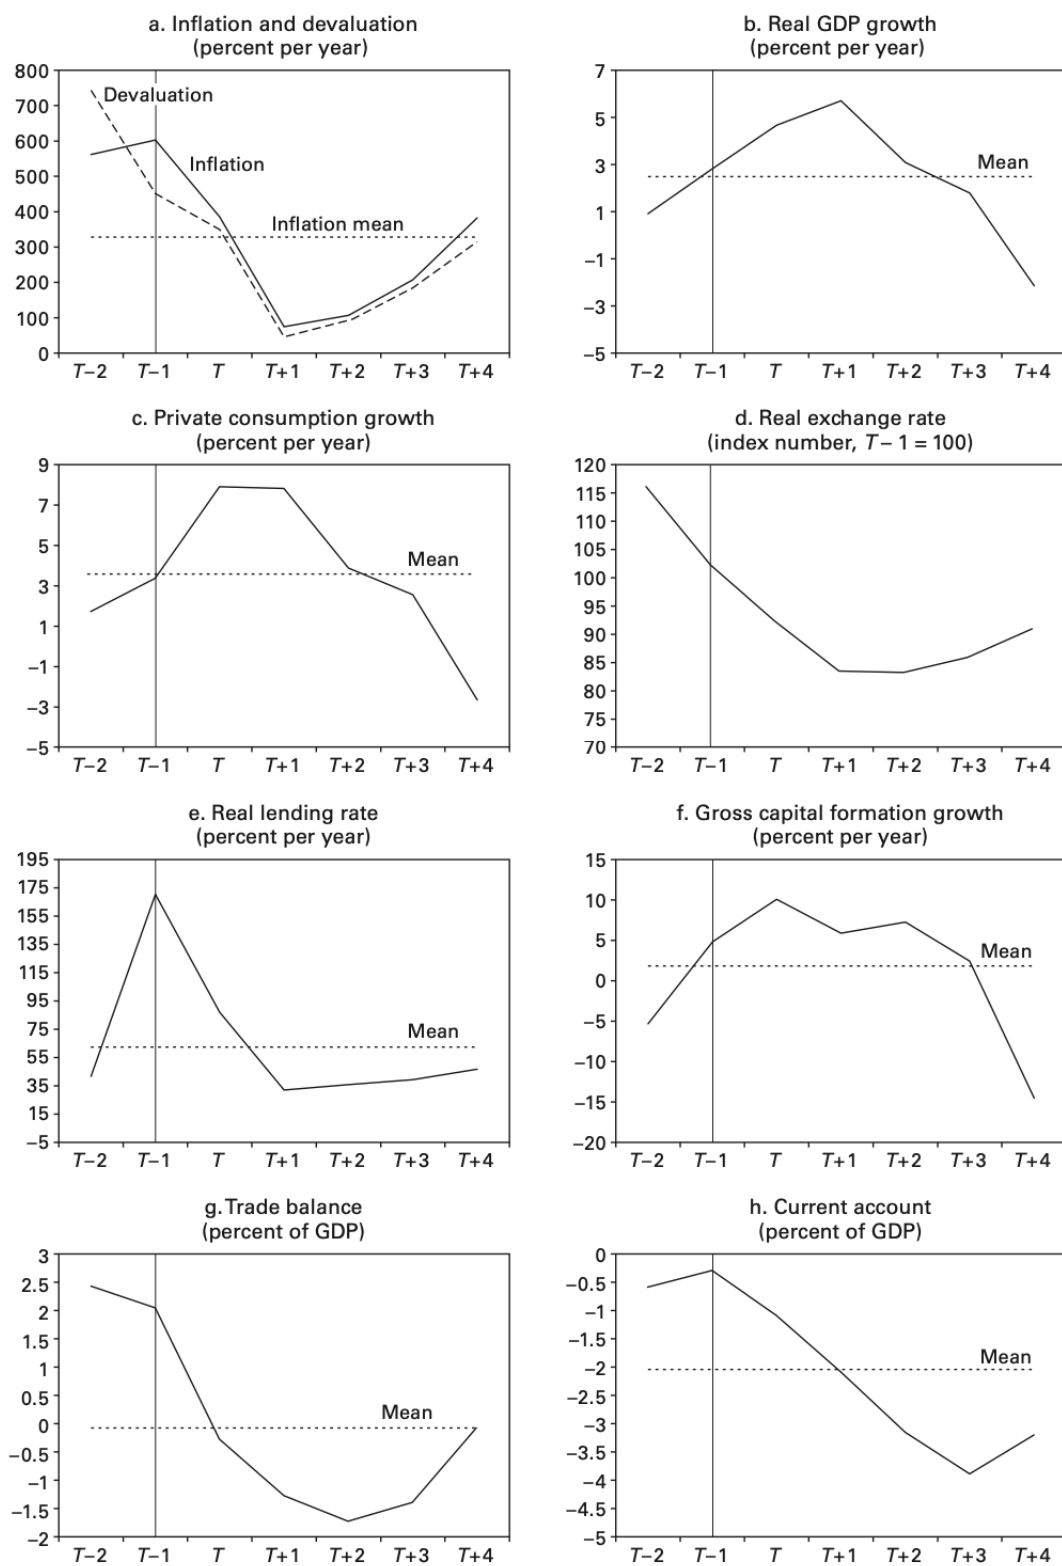 a. Inflation and devaluation
(percent per year)
800
700
600
500
400
300
200
100
0
Devaluation
Inflation
Inflation mean
T−2 T−1 T T+1 T+2 T+3 T+4
b. Real GDP growth
(percent per year)
7
5
3
1
−1
−3
−5
Mean
T−2 T−1 T T+1 T+2 T+3 T+4
c. Private consumption growth
(percent per year)
9
7
5
3
1
−1
−3
−5
Mean
T−2 T−1 T T+1 T+2 T+3 T+4
d. Real exchange rate
(index number, T − 1 = 100)
120
115
110
105
100
95
90
85
80
75
70
T−2 T−1 T T+1 T+2 T+3 T+4
e. Real lending rate
(percent per year)
195
175
155
135
115
95
75
55
35
15
−5
Mean
T−2 T−1 T T+1 T+2 T+3 T+4
f. Gross capital formation growth
(percent per year)
15
10
5
0
−5
−10
−15
−20
Mean
T−2 T−1 T T+1 T+2 T+3 T+4
g. Trade balance
(percent of GDP)
3
2.5
2
1.5
1
0.5
0
−0.5
−1
−1.5
−2
Mean
T−2 T−1 T T+1 T+2 T+3 T+4
h. Current account
(percent of GDP)
0
−0.5
−1
−1.5
−2
−2.5
−3
−3.5
−4
−4.5
−5
Mean
T−2 T−1 T T+1 T+2 T+3 T+4